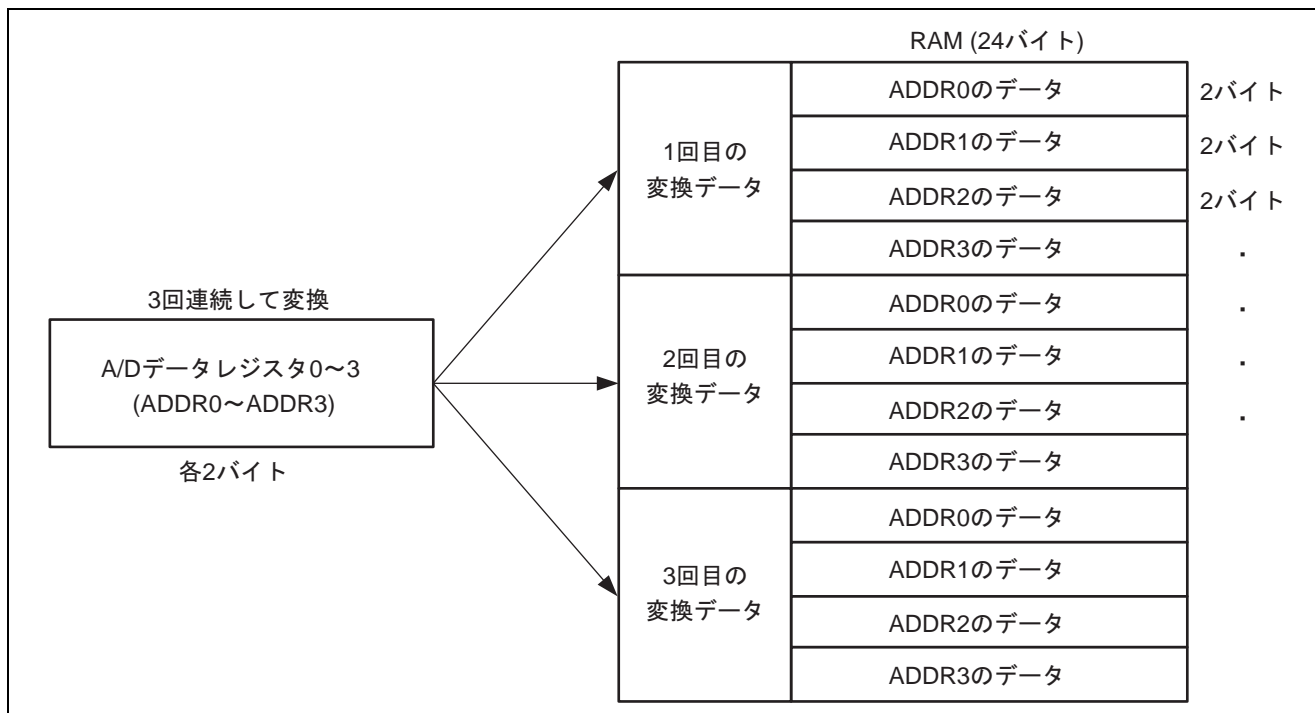 RAM (24バイト)
3回連続して変換
A/Dデータレジスタ0～3
(ADDR0～ADDR3)
各2バイト
1回目の
変換データ
ADDR0のデータ
2バイト
ADDR1のデータ
2バイト
ADDR2のデータ
2バイト
ADDR3のデータ
.
2回目の
変換データ
ADDR0のデータ
.
ADDR1のデータ
.
ADDR2のデータ
.
ADDR3のデータ
3回目の
変換データ
ADDR0のデータ
ADDR1のデータ
ADDR2のデータ
ADDR3のデータ